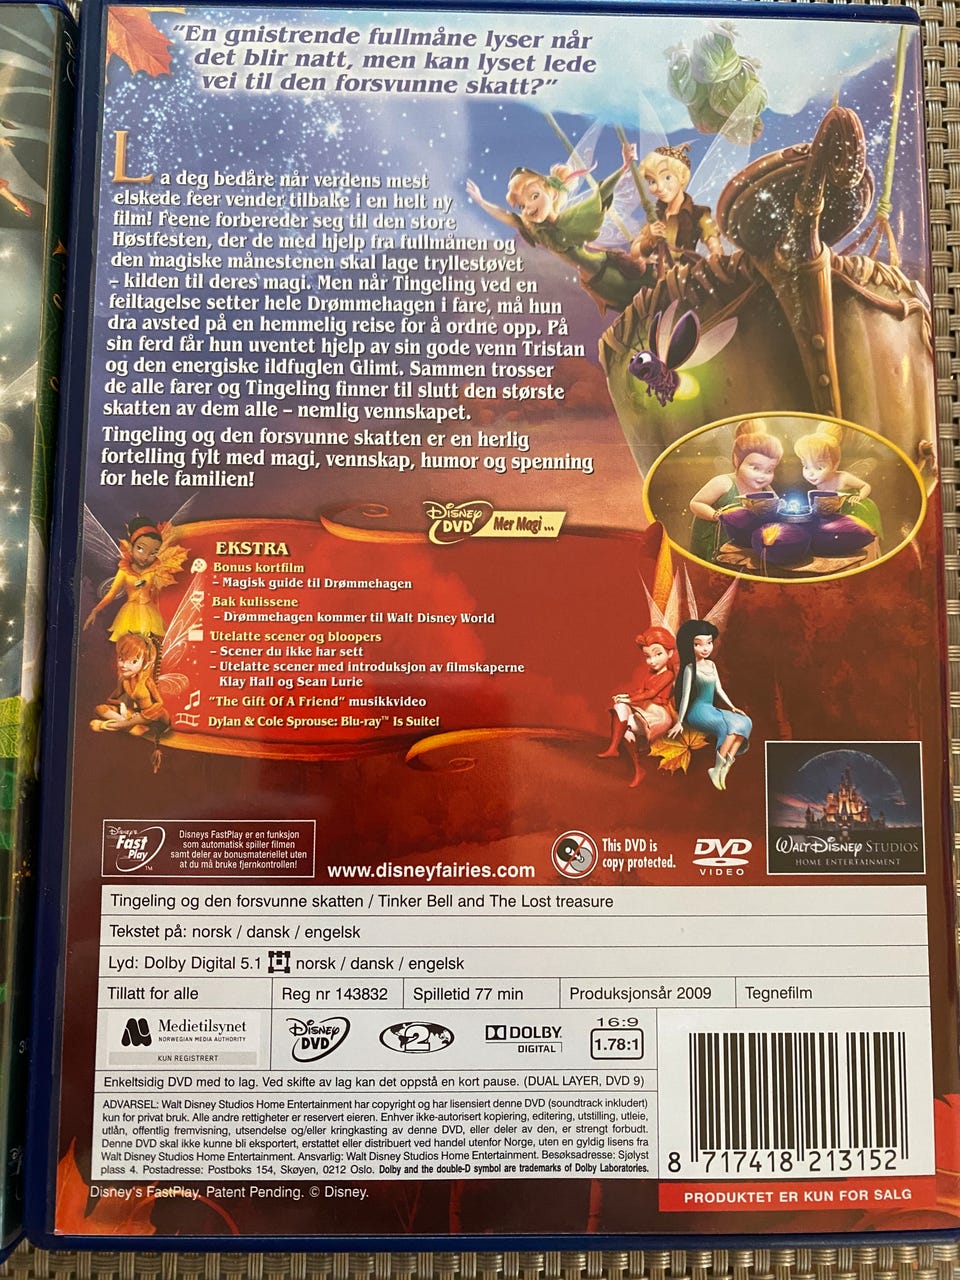 "En gnistrende fullmåne lyser når
det blir natt, men kan lyset lede
vei til den forsvunne skatt?"
La deg bedåre når verdens mest
elskede feer vender tilbake i en helt ny
film! Feene forbereder seg til den store
Høstfesten, der de med hjelp fra fullmånen og
den magiske månestenen skal lage tryllestøvet
– kilden til deres magi. Men når Tingeling ved en
feiltagelse setter hele Drømmehagen i fare, må hun
dra avsted på en hemmelig reise for å ordne opp. På
sin ferd får hun uventet hjelp av sin gode venn Tristan
og den energiske ildfuglen Glimt. Sammen trosser
de alle farer og Tingeling finner til slutt den største
skatten av dem alle – nemlig vennskapet.
Tingeling og den forsvunne skatten er en herlig
fortelling fylt med magi, vennskap, humor og spenning
for hele familien!
Disney DVD Mer Magi...
EKSTRA
Bonus kortfilm
– Magisk guide til Drømmehagen
Bak kulissene
– Drømmehagen kommer til Walt Disney World
Utelatte scener og bloopers
– Scener du ikke har sett
– Utelatte scener med introduksjon av filmskaperne
Klay Hall og Sean Lurie
"The Gift Of A Friend" musikkvideo
Dylan & Cole Sprouse: Blu-ray™ Is Suite!
Disney's Fast Play™
Disneys FastPlay er en funksjon
som automatisk spiller filmen
samt deler av bonusmateriellet uten
at du må bruke fjernkontrollen!
www.disneyfairies.com
This DVD is
copy protected.
DVD VIDEO
WALT DISNEY STUDIOS
HOME ENTERTAINMENT
Tingeling og den forsvunne skatten / Tinker Bell and The Lost treasure
Tekstet på: norsk / dansk / engelsk
Lyd: Dolby Digital 5.1 norsk / dansk / engelsk
Tillatt for alle Reg nr 143832 Spilletid 77 min Produksjonsår 2009 Tegnefilm
Medietilsynet
NORWEGIAN MEDIA AUTHORITY
KUN REGISTRERT
Disney DVD
2
DOLBY
DIGITAL
16:9
1.78:1
Enkeltsidig DVD med to lag. Ved skifte av lag kan det oppstå en kort pause. (DUAL LAYER, DVD 9)
ADVARSEL: Walt Disney Studios Home Entertainment har copyright og har lisensiert denne DVD (soundtrack inkludert)
kun for privat bruk. Alle andre rettigheter er reservert eieren. Enhver ikke-autorisert kopiering, editering, utstilling, utleie,
utlån, offentlig fremvisning, utsendelse og/eller kringkasting av denne DVD, eller deler av den, er strengt forbudt.
Denne DVD skal ikke kunne bli eksportert, erstattet eller distribuert ved handel utenfor Norge, uten en gyldig lisens fra
Walt Disney Studios Home Entertainment. Ansvarlig: Walt Disney Studios Home Entertainment. Besøksadresse: Sjølyst
plass 4. Postadresse: Postboks 154, Skøyen, 0212 Oslo. Dolby and the double-D symbol are trademarks of Dolby Laboratories.
8 717418 213152
Disney's FastPlay. Patent Pending. © Disney.
PRODUKTET ER KUN FOR SALG